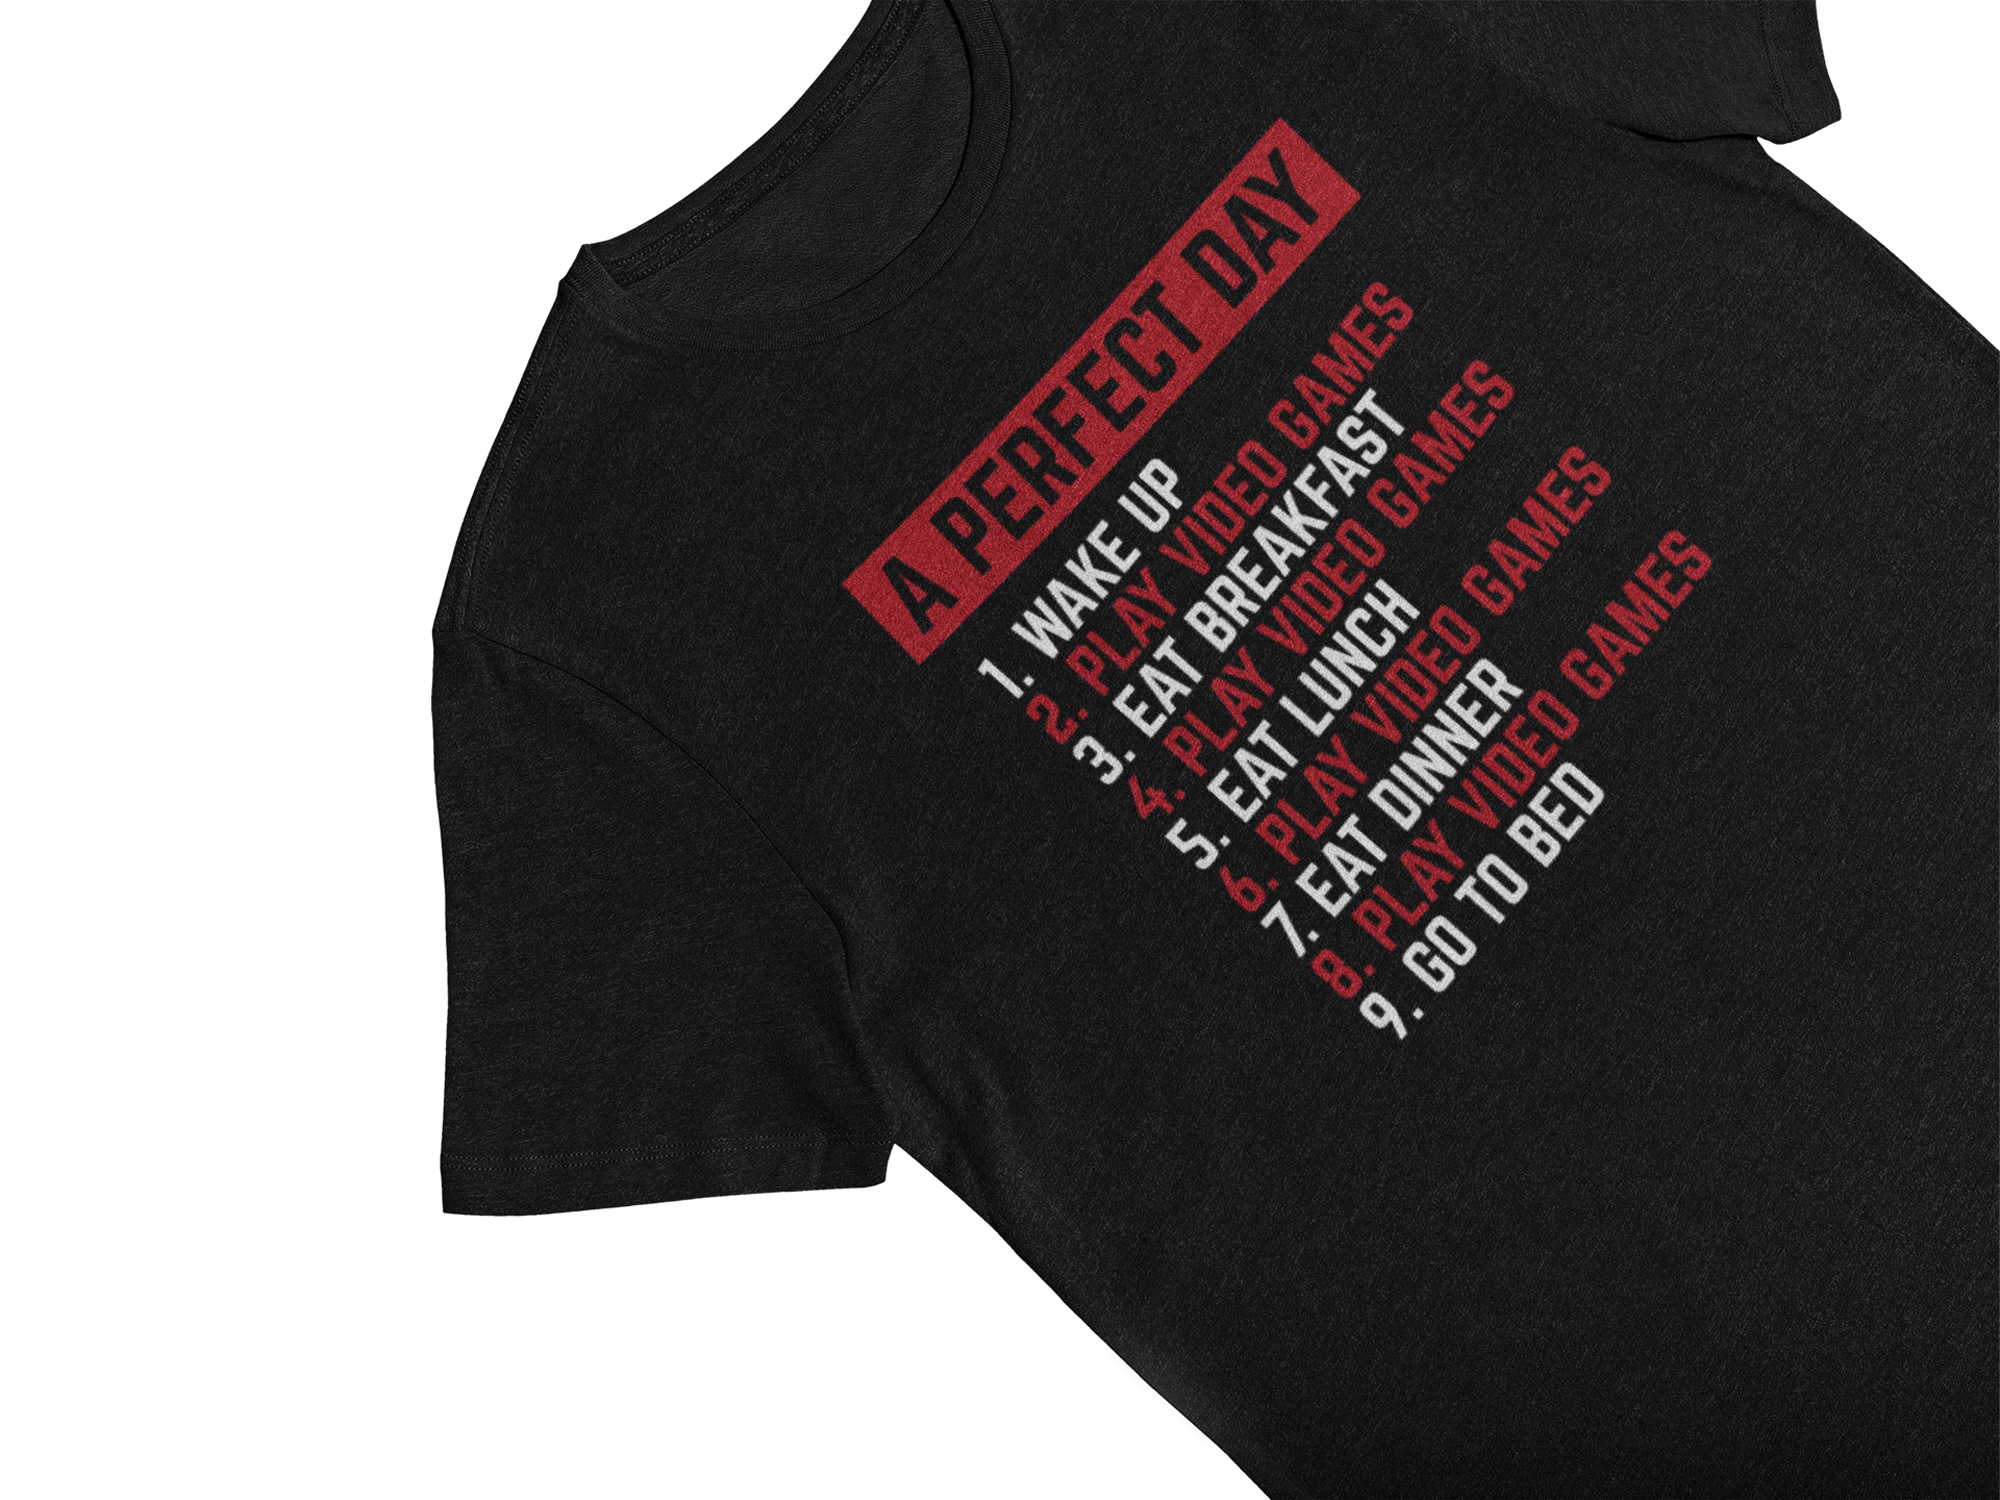 A PERFECT DAY
1. WAKE UP
2. PLAY VIDEO GAMES
3. EAT BREAKFAST
4. PLAY VIDEO GAMES
5. EAT LUNCH
6. PLAY VIDEO GAMES
7. EAT DINNER
8. PLAY VIDEO GAMES
9. GO TO BED